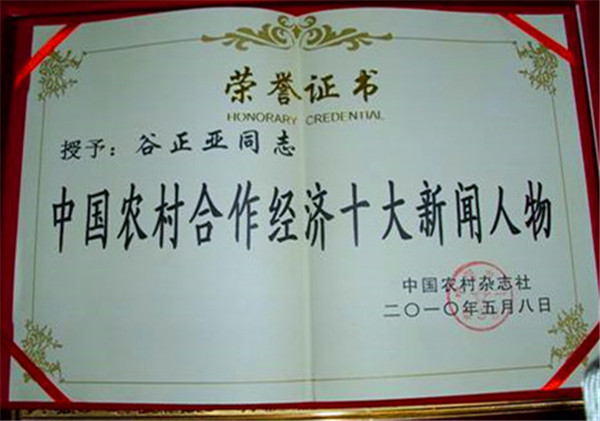 荣誉证书
HONORARY CREDENTIAL
授予：谷正亚同志
中国农村合作经济十大新闻人物
中国农村杂志社
二〇一〇年五月八日